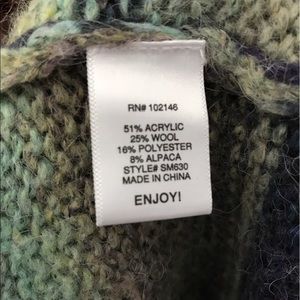 RN# 102146
51% ACRYLIC
25% WOOL
16% POLYESTER
8% ALPACA
STYLE# SM630
MADE IN CHINA
ENJOY!